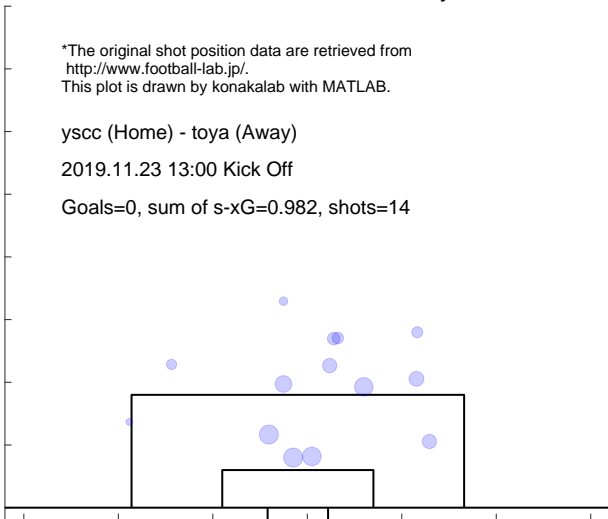 *The original shot position data are retrieved from
http://www.football-lab.jp/.
This plot is drawn by konakalab with MATLAB.
yscc (Home) - toya (Away)
2019.11.23 13:00 Kick Off
Goals=0, sum of s-xG=0.982, shots=14